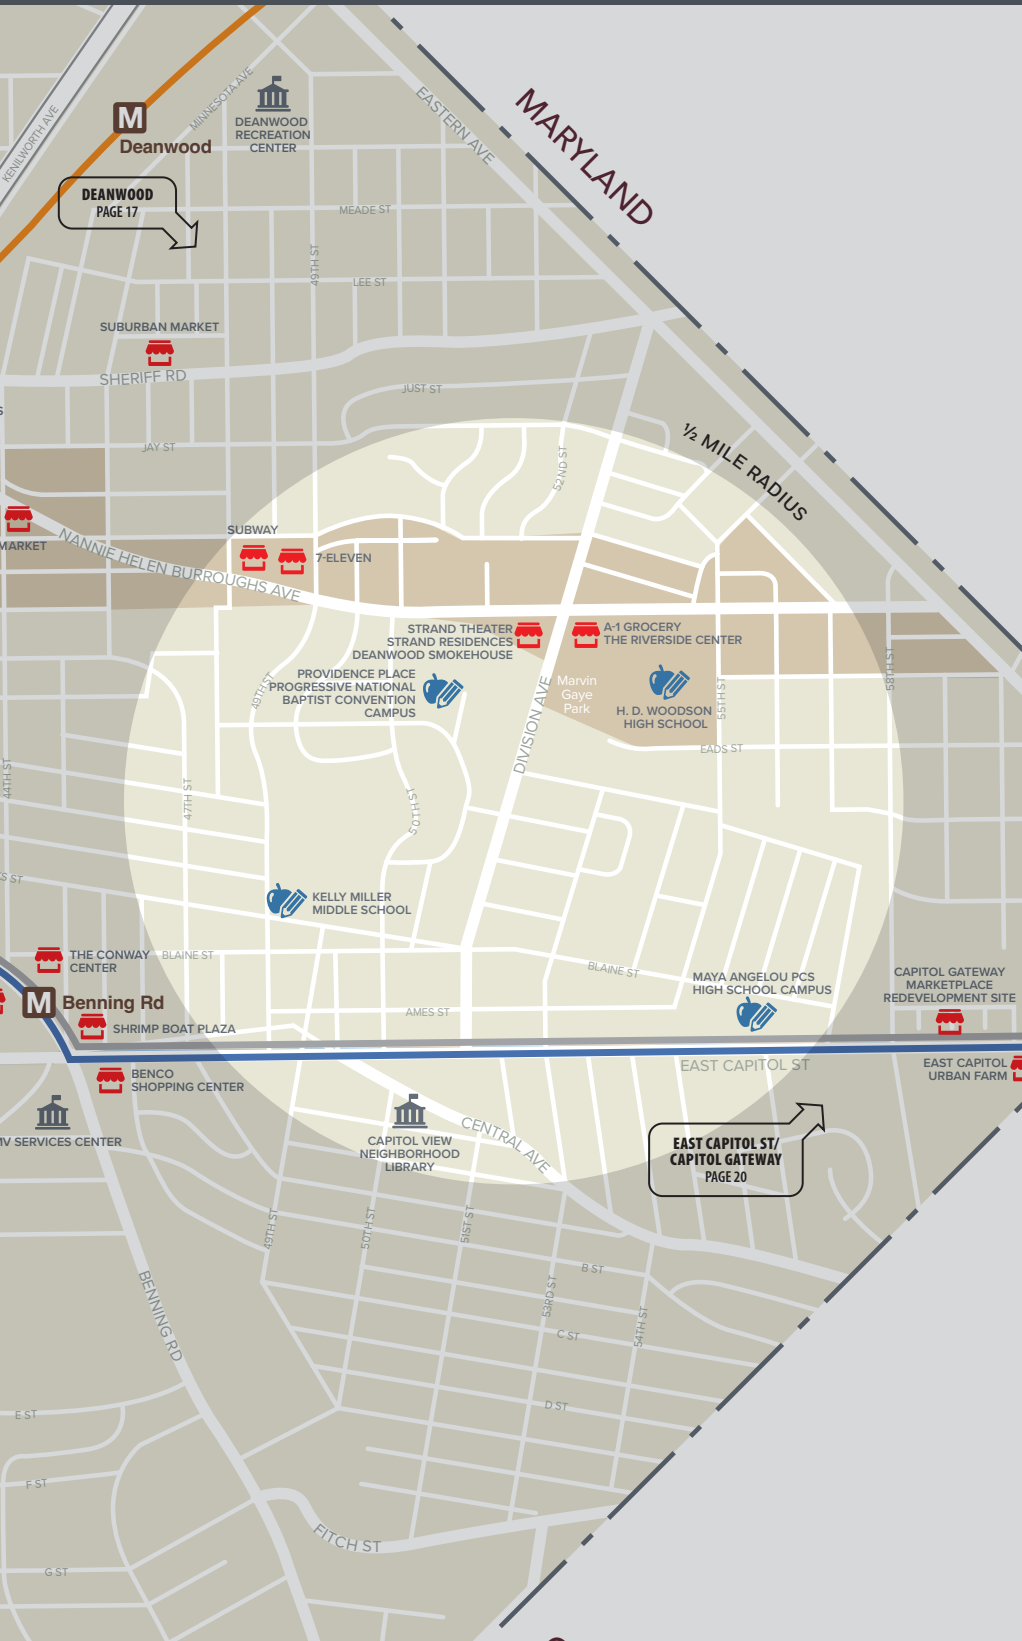 KENILWORTH AVE
MINNESOTA AVE
M
Deanwood
DEANWOOD
RECREATION
CENTER
EASTERN AVE
MARYLAND
DEANWOOD
PAGE 17
MEADE ST
49TH ST
LEE ST
SUBURBAN MARKET
SHERIFF RD
JUST ST
S
JAY ST
52ND ST
½ MILE RADIUS
MARKET
NANNIE HELEN BURROUGHS AVE
SUBWAY
7-ELEVEN
STRAND THEATER
STRAND RESIDENCES
DEANWOOD SMOKEHOUSE
A-1 GROCERY
THE RIVERSIDE CENTER
PROVIDENCE PLACE
PROGRESSIVE NATIONAL
BAPTIST CONVENTION
CAMPUS
49TH ST
DIVISION AVE
Marvin
Gaye
Park
H. D. WOODSON
HIGH SCHOOL
55TH ST
58TH ST
EADS ST
44TH ST
47TH ST
50TH ST
S ST
KELLY MILLER
MIDDLE SCHOOL
THE CONWAY
CENTER
BLAINE ST
BLAINE ST
MAYA ANGELOU PCS
HIGH SCHOOL CAMPUS
CAPITOL GATEWAY
MARKETPLACE
REDEVELOPMENT SITE
M
Benning Rd
SHRIMP BOAT PLAZA
AMES ST
EAST CAPITOL ST
EAST CAPITOL
URBAN FARM
BENCO
SHOPPING CENTER
MV SERVICES CENTER
CAPITOL VIEW
NEIGHBORHOOD
LIBRARY
CENTRAL AVE
EAST CAPITOL ST/
CAPITOL GATEWAY
PAGE 20
49TH ST
50TH ST
51ST ST
B ST
53RD ST
54TH ST
C ST
BENNING RD
D ST
E ST
F ST
FITCH ST
G ST